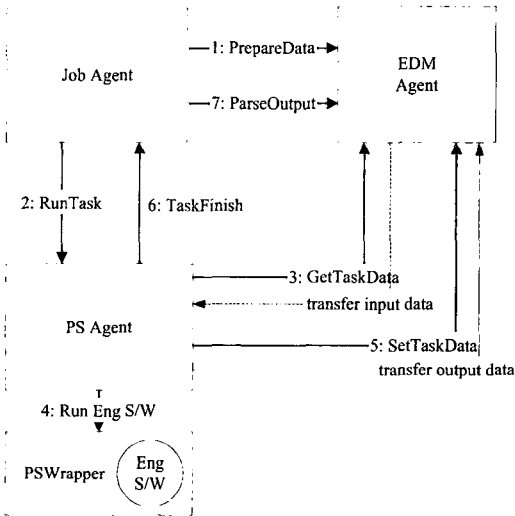 1: PrepareData
EDM
Agent
Job Agent
7: ParseOutput
2: RunTask
6: TaskFinish
3: GetTaskData
transfer input data
PS Agent
5: SetTaskData
transfer output data
4: Run Eng S/W
PSWrapper
Eng
S/W